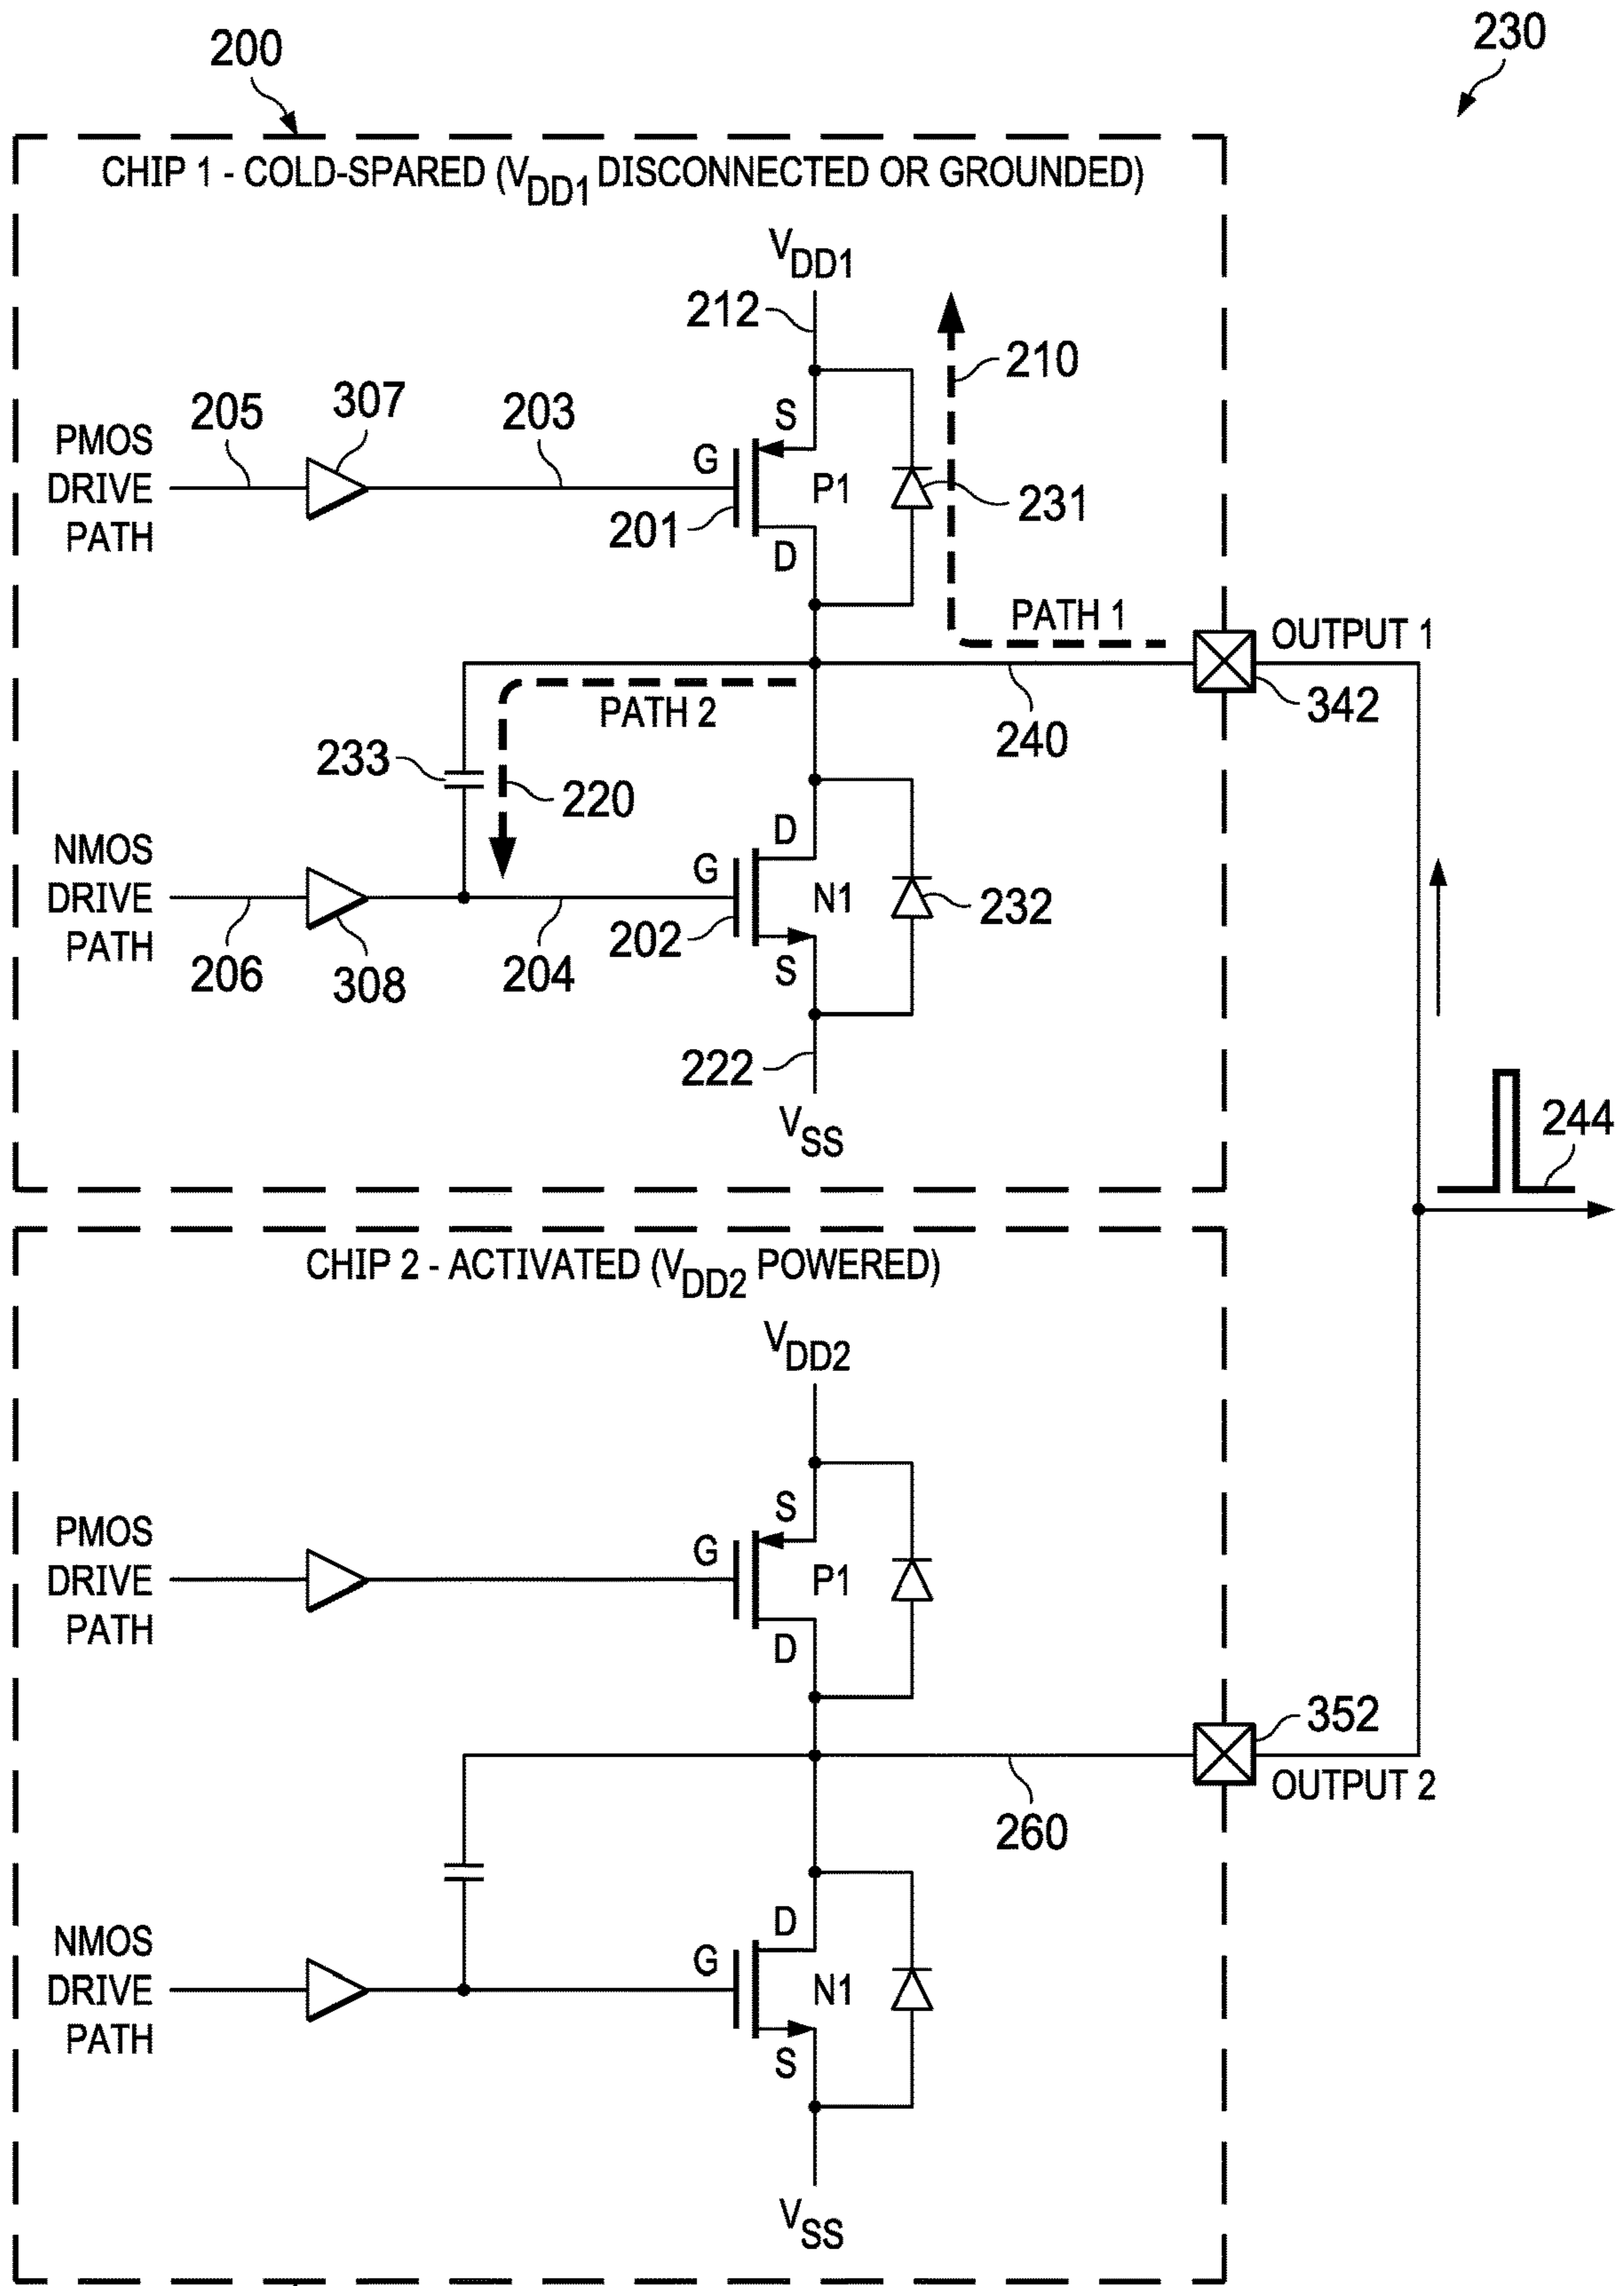 200
230
CHIP 1 - COLD-SPARED (VDD1 DISCONNECTED OR GROUNDED)
VDD1
212
210
205
307
203
PMOS
DRIVE
PATH
S
G
P1
231
201
D
PATH 1
OUTPUT 1
342
PATH 2
240
233
220
NMOS
DRIVE
PATH
D
G
N1
232
206
308
204
202
S
222
VSS
244
CHIP 2 - ACTIVATED (VDD2 POWERED)
VDD2
PMOS
DRIVE
PATH
S
G
P1
D
352
OUTPUT 2
260
NMOS
DRIVE
PATH
D
G
N1
S
VSS